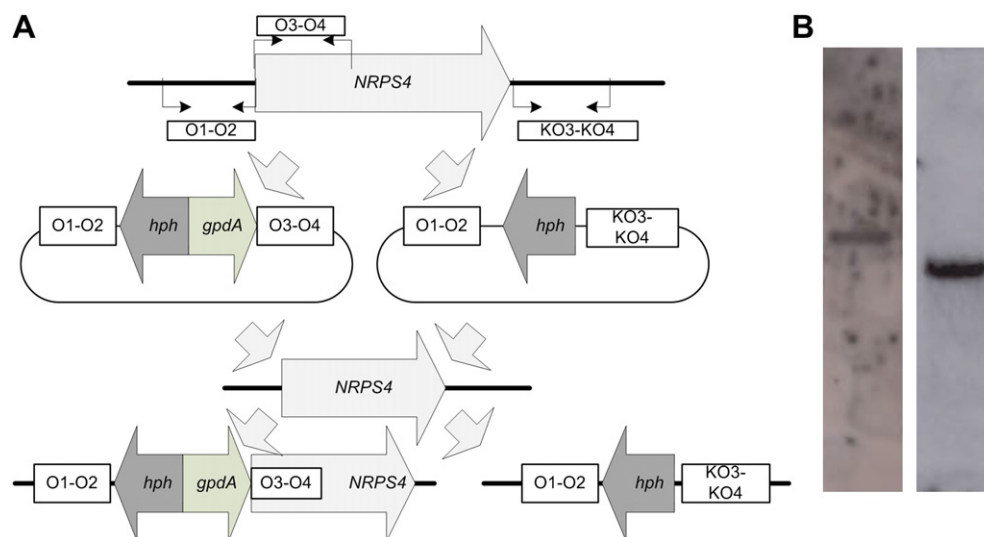 A
B
O3-O4
NRPS4
O1-O2
KO3-KO4
O1-O2
hph
gpdA
O3-O4
O1-O2
hph
KO3-
KO4
NRPS4
O1-O2
hph
gpdA
O3-O4
NRPS4
O1-O2
hph
KO3-
KO4